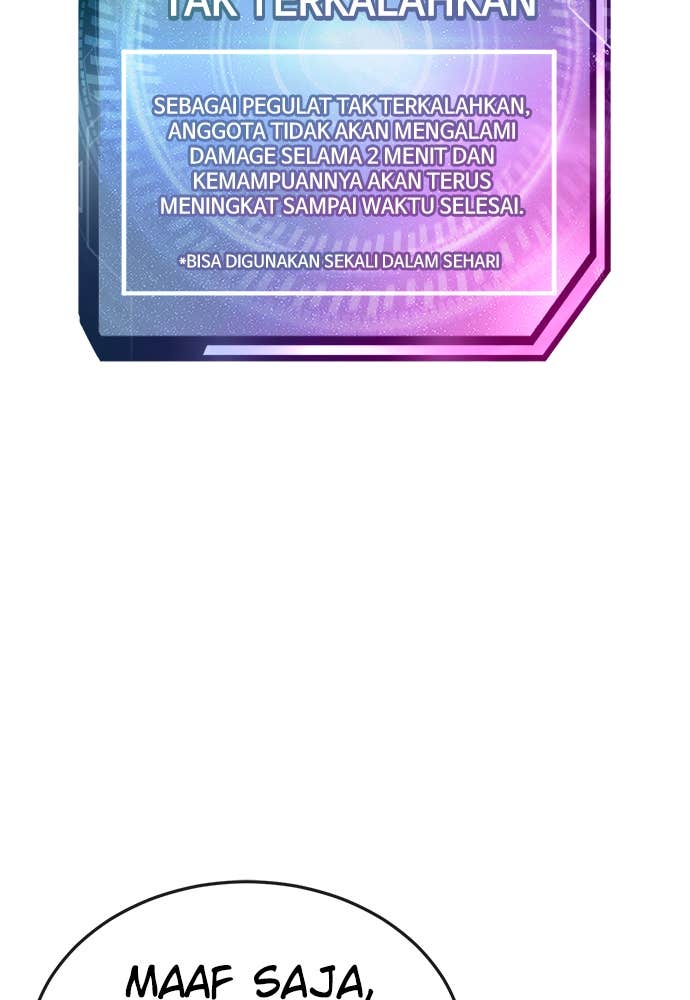 TAK TERKALAHKAN
SEBAGAI PEGULAT TAK TERKALAHKAN,
ANGGOTA TIDAK AKAN MENGALAMI
DAMAGE SELAMA 2 MENIT DAN
KEMAMPUANNYA AKAN TERUS
MENINGKAT SAMPAI WAKTU SELESAI.
*BISA DIGUNAKAN SEKALI DALAM SEHARI
MAAF SAJA,